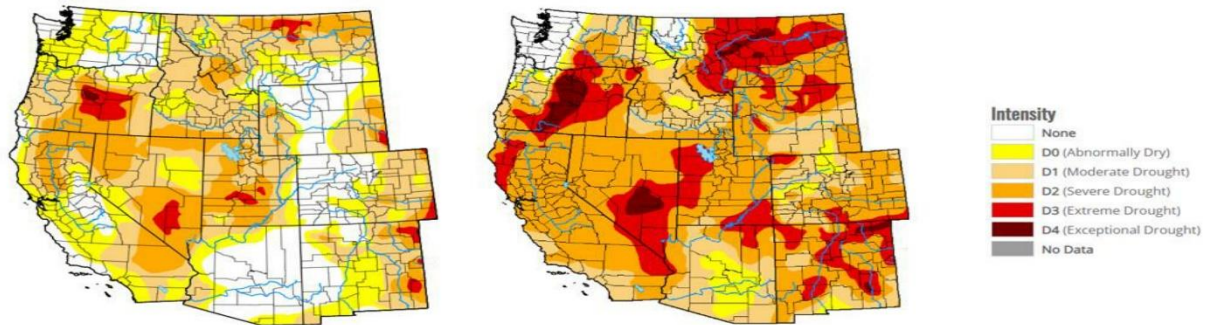 Intensity
None
D0 (Abnormally Dry)
D1 (Moderate Drought)
D2 (Severe Drought)
D3 (Extreme Drought)
D4 (Exceptional Drought)
No Data